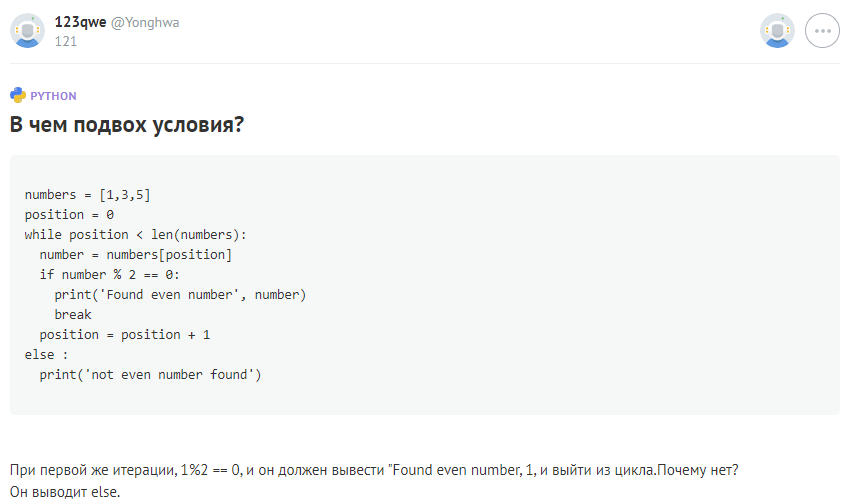 123qwe @Yonghwa
121
PYTHON
В чем подвох условия?
numbers = [1,3,5]
position = 0
while position < len(numbers):
  number = numbers[position]
  if number % 2 == 0:
    print('Found even number', number)
    break
  position = position + 1
else :
  print('not even number found')
При первой же итерации, 1%2 == 0, и он должен вывести "Found even number, 1, и выйти из цикла.Почему нет?
Он выводит else.